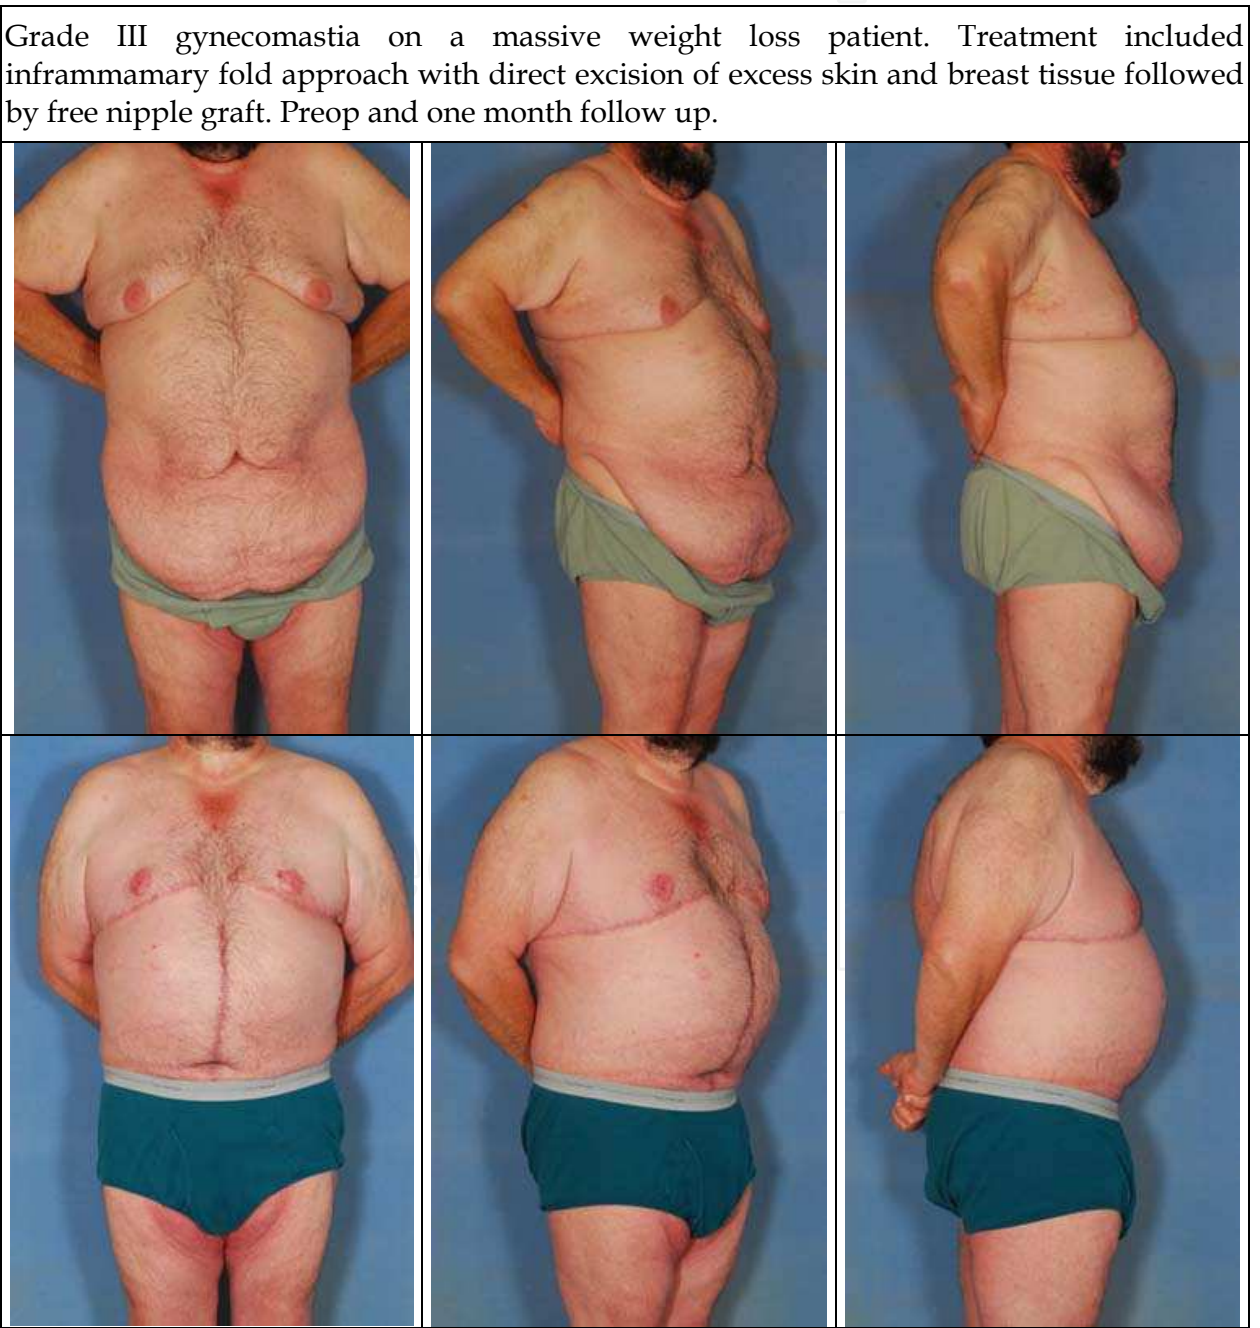 Grade III gynecomastia on a massive weight loss patient. Treatment included
inframmamary fold approach with direct excision of excess skin and breast tissue followed
by free nipple graft. Preop and one month follow up.